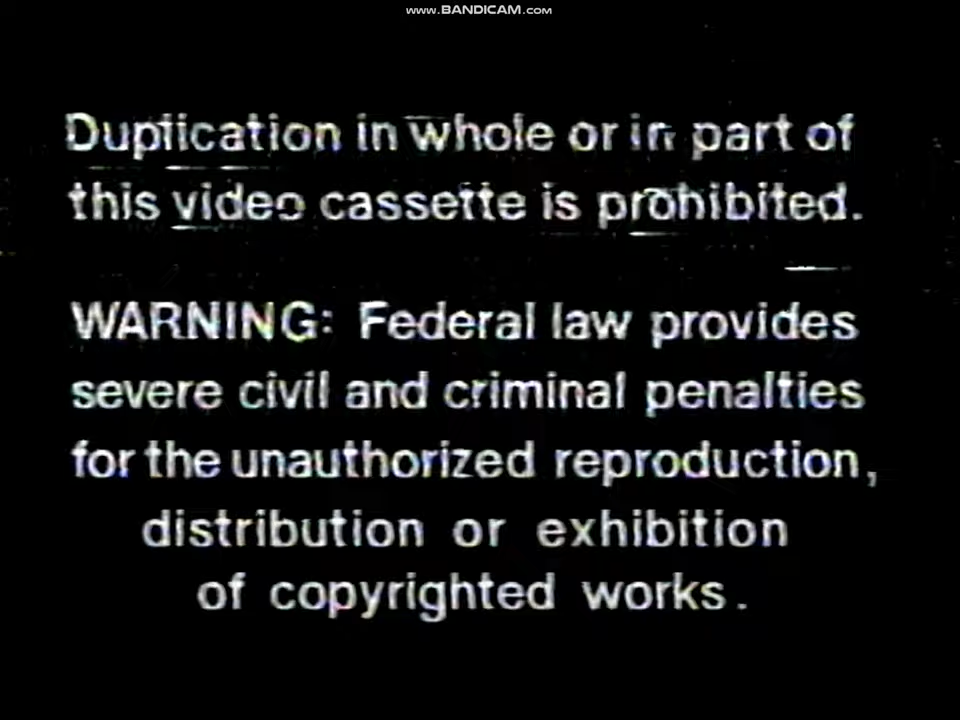 www.BANDICAM.com
Duplication in whole or in part of
this video cassette is prohibited.
WARNING: Federal law provides
severe civil and criminal penalties
for the unauthorized reproduction,
distribution or exhibition
of copyrighted works.